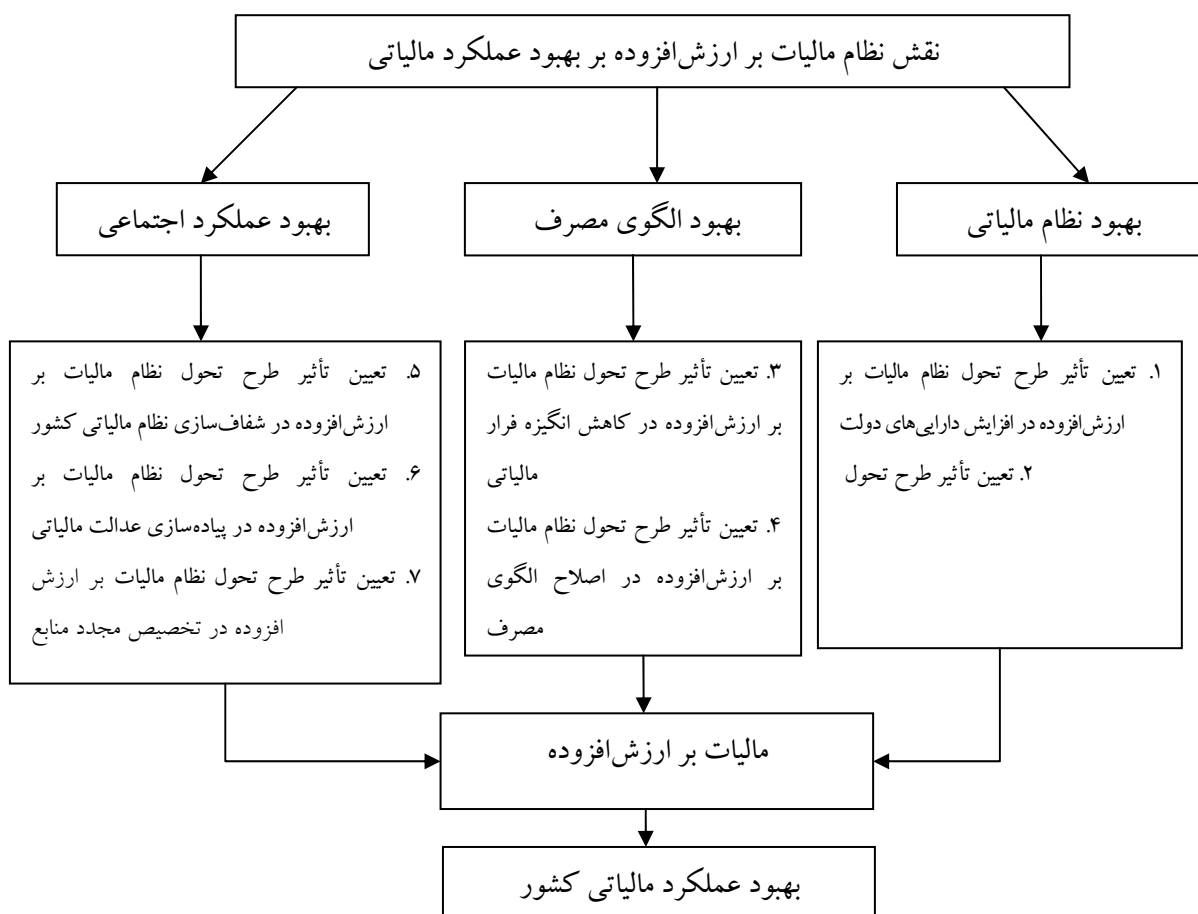 نقش نظام مالیات بر ارزش‌افزوده بر بهبود عملکرد مالیاتی
بهبود نظام مالیاتی
بهبود الگوی مصرف
بهبود عملکرد اجتماعی
۱. تعیین تأثیر طرح تحول نظام مالیات بر
ارزش‌افزوده در افزایش دارایی‌های دولت
۲. تعیین تأثیر طرح تحول
۳. تعیین تأثیر طرح تحول نظام مالیات
بر ارزش‌افزوده در کاهش انگیزه فرار
مالیاتی
۴. تعیین تأثیر طرح تحول نظام مالیات
بر ارزش‌افزوده در اصلاح الگوی
مصرف
۵. تعیین تأثیر طرح تحول نظام مالیات بر
ارزش‌افزوده در شفاف‌سازی نظام مالیاتی کشور
۶. تعیین تأثیر طرح تحول نظام مالیات بر
ارزش‌افزوده در پیاده‌سازی عدالت مالیاتی
۷. تعیین تأثیر طرح تحول نظام مالیات بر ارزش
افزوده در تخصیص مجدد منابع
مالیات بر ارزش‌افزوده
بهبود عملکرد مالیاتی کشور